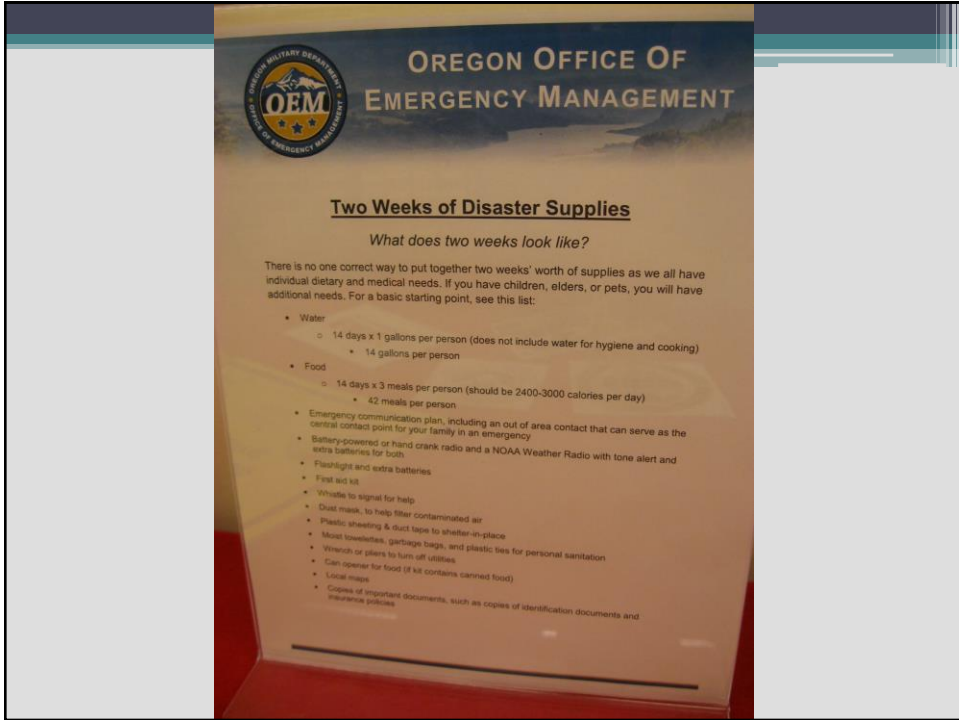 OREGON OFFICE OF
EMERGENCY MANAGEMENT
OREGON MILITARY DEPARTMENT
OEM
OFFICE OF EMERGENCY MANAGEMENT
Two Weeks of Disaster Supplies
What does two weeks look like?
There is no one correct way to put together two weeks' worth of supplies as we all have
individual dietary and medical needs. If you have children, elders, or pets, you will have
additional needs. For a basic starting point, see this list:
• Water
o 14 days x 1 gallons per person (does not include water for hygiene and cooking)
▪ 14 gallons per person
• Food
o 14 days x 3 meals per person (should be 2400-3000 calories per day)
▪ 42 meals per person
• Emergency communication plan, including an out of area contact that can serve as the
central contact point for your family in an emergency
• Battery-powered or hand crank radio and a NOAA Weather Radio with tone alert and
extra batteries for both
• Flashlight and extra batteries
• First aid kit
• Whistle to signal for help
• Dust mask, to help filter contaminated air
• Plastic sheeting & duct tape to shelter-in-place
• Moist towelettes, garbage bags, and plastic ties for personal sanitation
• Wrench or pliers to turn off utilities
• Can opener for food (if kit contains canned food)
• Local maps
• Copies of important documents, such as copies of identification documents and
insurance policies